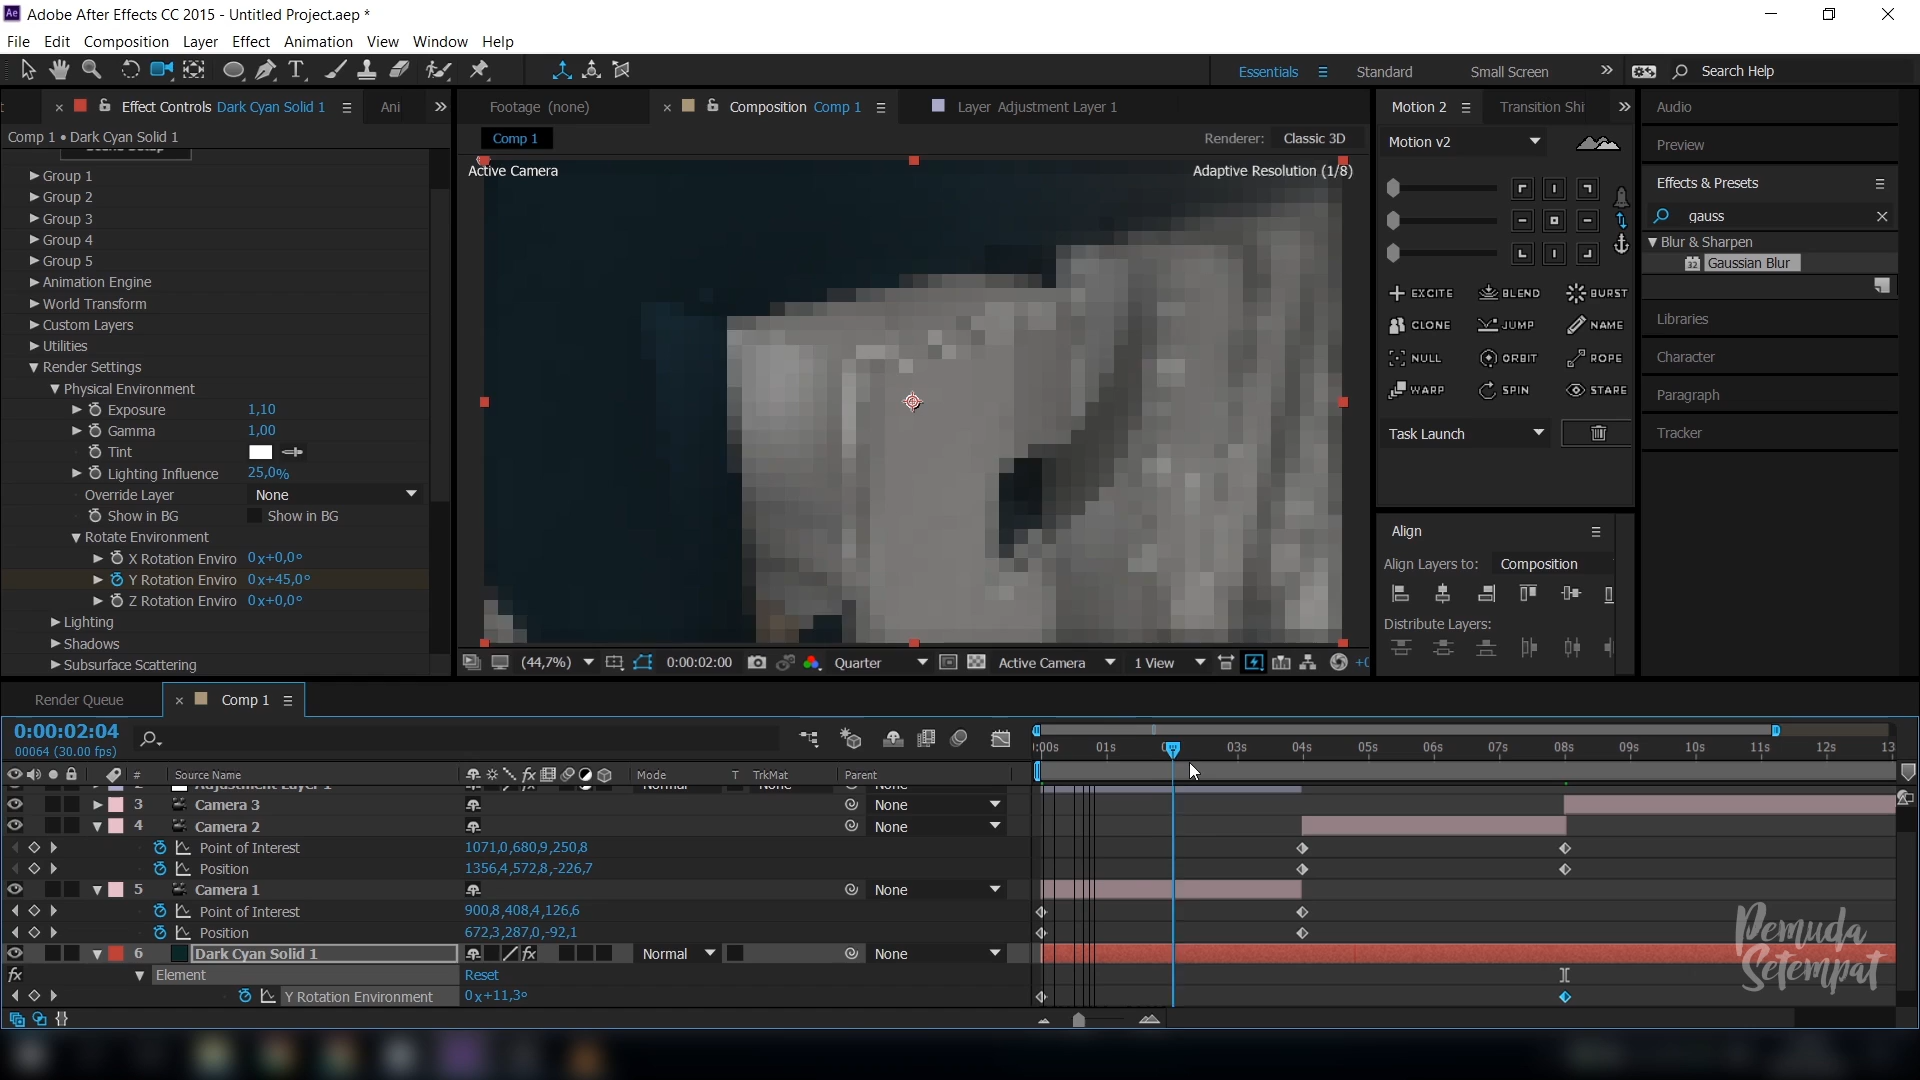 Adobe After Effects CC 2015 - Untitled Project.aep *
File Edit Composition Layer Effect Animation View Window Help
Essentials Standard Small Screen Search Help
Effect Controls Dark Cyan Solid 1 Ani
Footage (none) Composition Comp 1 Layer Adjustment Layer 1
Motion 2 Transition Shi
Audio
Comp 1 • Dark Cyan Solid 1
Comp 1 Renderer: Classic 3D
Motion v2
Preview
Active Camera Adaptive Resolution (1/8)
Effects & Presets
gauss
Blur & Sharpen
32 Gaussian Blur
Group 1
Group 2
Group 3
Group 4
Group 5
Animation Engine
World Transform
Custom Layers
Utilities
Render Settings
Physical Environment
Exposure 1,10
Gamma 1,00
Tint
Lighting Influence 25,0%
Override Layer None
Show in BG Show in BG
Rotate Environment
X Rotation Enviro 0x+0,0°
Y Rotation Enviro 0x+45,0°
Z Rotation Enviro 0x+0,0°
Lighting
Shadows
Subsurface Scattering
EXCITE BLEND BURST
CLONE JUMP NAME
NULL ORBIT ROPE
WARP SPIN STARE
Task Launch
Libraries
Character
Paragraph
Tracker
Align
Align Layers to: Composition
Distribute Layers:
(44,7%) 0:00:02:00 Quarter Active Camera 1 View +0
Render Queue Comp 1
0:00:02:04
00064 (30.00 fps)
:00s 01s 03s 04s 05s 06s 07s 08s 09s 10s 11s 12s 13
# Source Name fx Mode T TrkMat Parent
3 Camera 3 None
4 Camera 2 None
Point of Interest 1071,0,680,9,250,8
Position 1356,4,572,8,-226,7
5 Camera 1 None
Point of Interest 900,8,408,4,126,6
Position 672,3,287,0,-92,1
6 Dark Cyan Solid 1 fx Normal None
fx Element Reset
Y Rotation Environment 0x+11,3°
Pemuda
Setempat